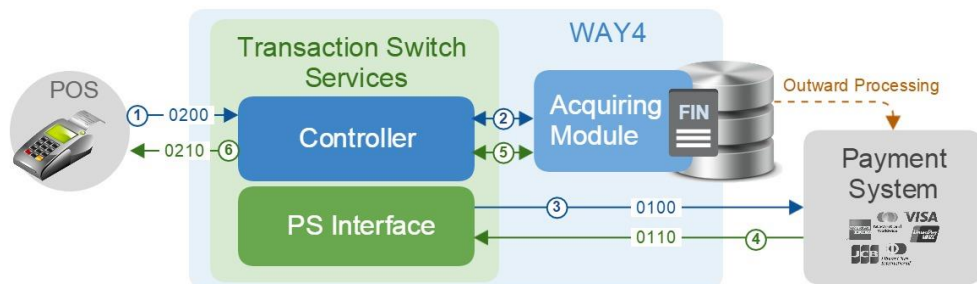 WAY4
Transaction Switch
Services
POS
1
0200
0210
6
Controller
2
5
Acquiring
Module
FIN
Outward Processing
Payment
System
PS Interface
3
0100
0110
4
VISA
JCB